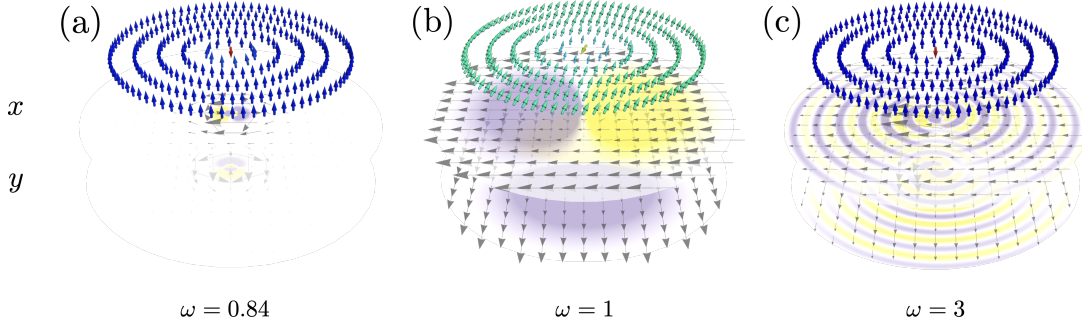 (a) (b) (c)
x
y
ω = 0.84 ω = 1 ω = 3